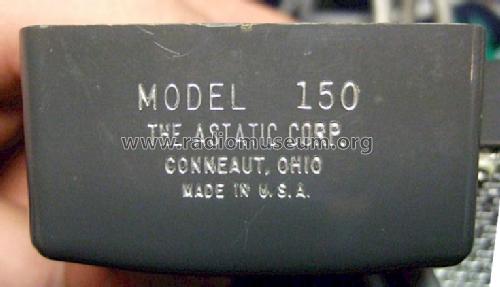 MODEL 150
THE ASTATIC CORP.
www.radiomuseum.org
CONNEAUT, OHIO
MADE IN U.S.A.